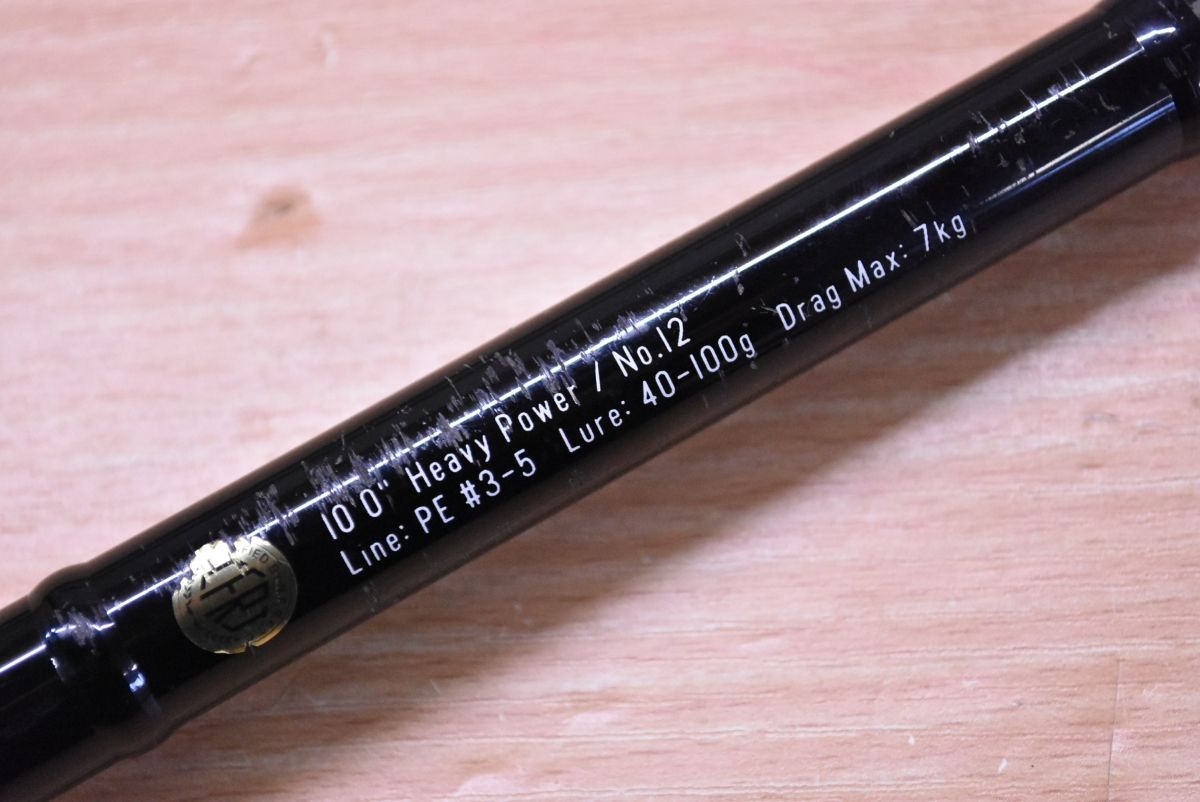 10'0" Heavy Power / No.12
Line: PE #3-5 Lure: 40-100g Drag Max: 7kg